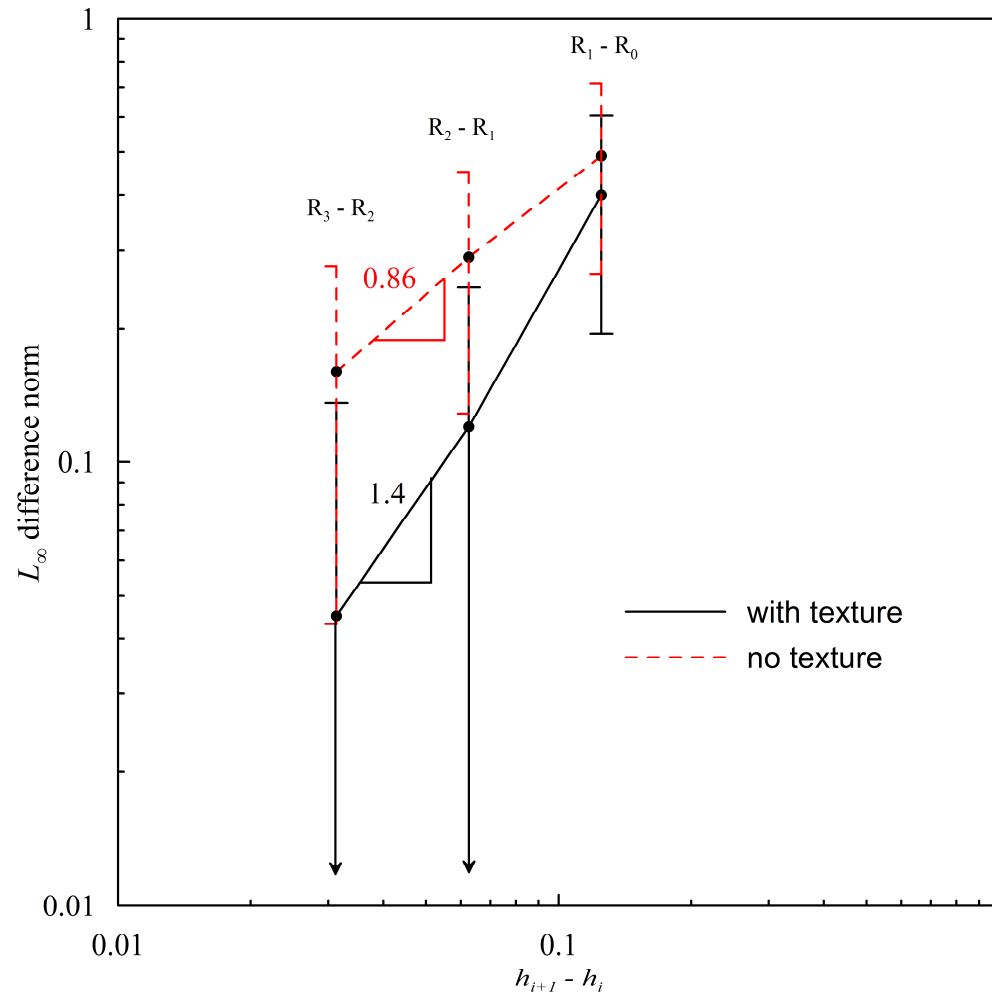 1
R₁ - R₀
R₂ - R₁
R₃ - R₂
0.86
0.1
1.4
L∞ difference norm
with texture
no texture
0.01
0.01
0.1
hᵢ₊₁ - hᵢ